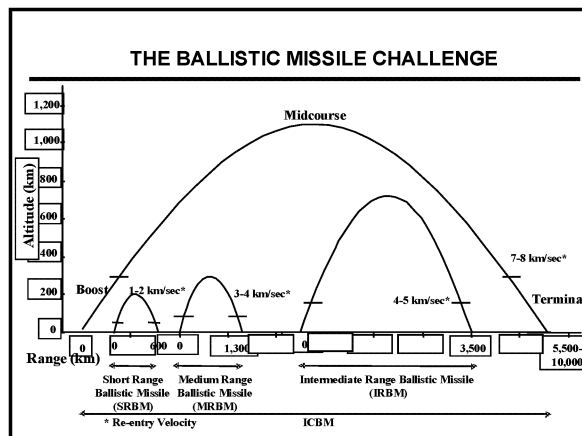 THE BALLISTIC MISSILE CHALLENGE
1,200
1,000
800
600
400
200
0
Altitude (km)
Midcourse
7-8 km/sec*
Boost
1-2 km/sec*
3-4 km/sec*
4-5 km/sec*
Termina
Range (km)
0
0
600
0
1,300
0
3,500
5,500-
10,000
Short Range
Ballistic Missile
(SRBM)
Medium Range
Ballistic Missile
(MRBM)
Intermediate Range Ballistic Missile
(IRBM)
* Re-entry Velocity
ICBM